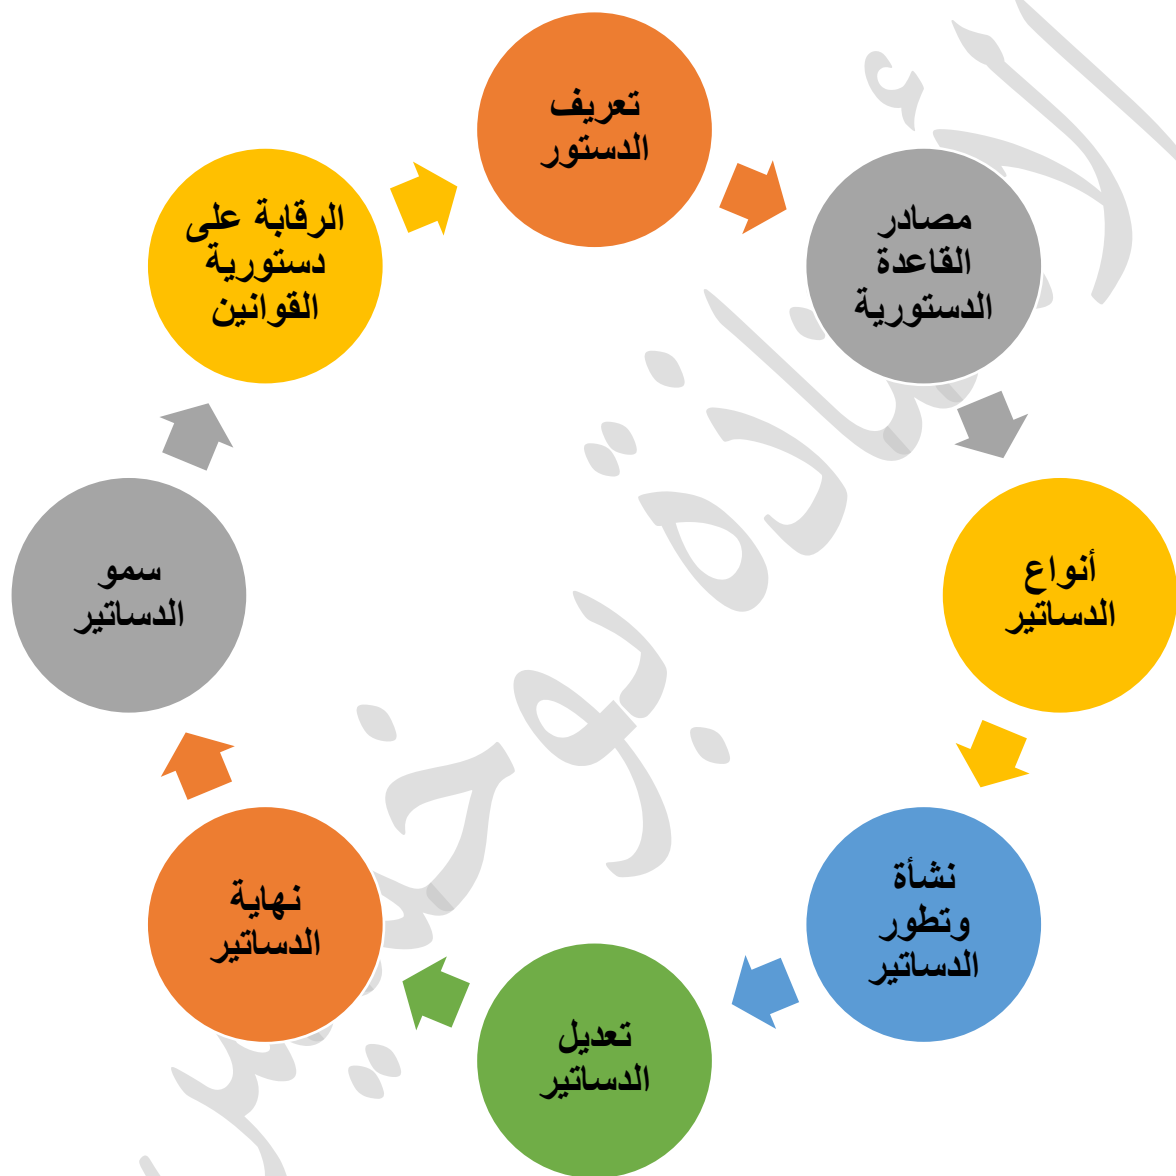 تعريف
الدستور
مصادر
القاعدة
الدستورية
أنواع
الدساتير
نشأة
وتطور
الدساتير
تعديل
الدساتير
نهاية
الدساتير
سمو
الدساتير
الرقابة على
دستورية
القوانين